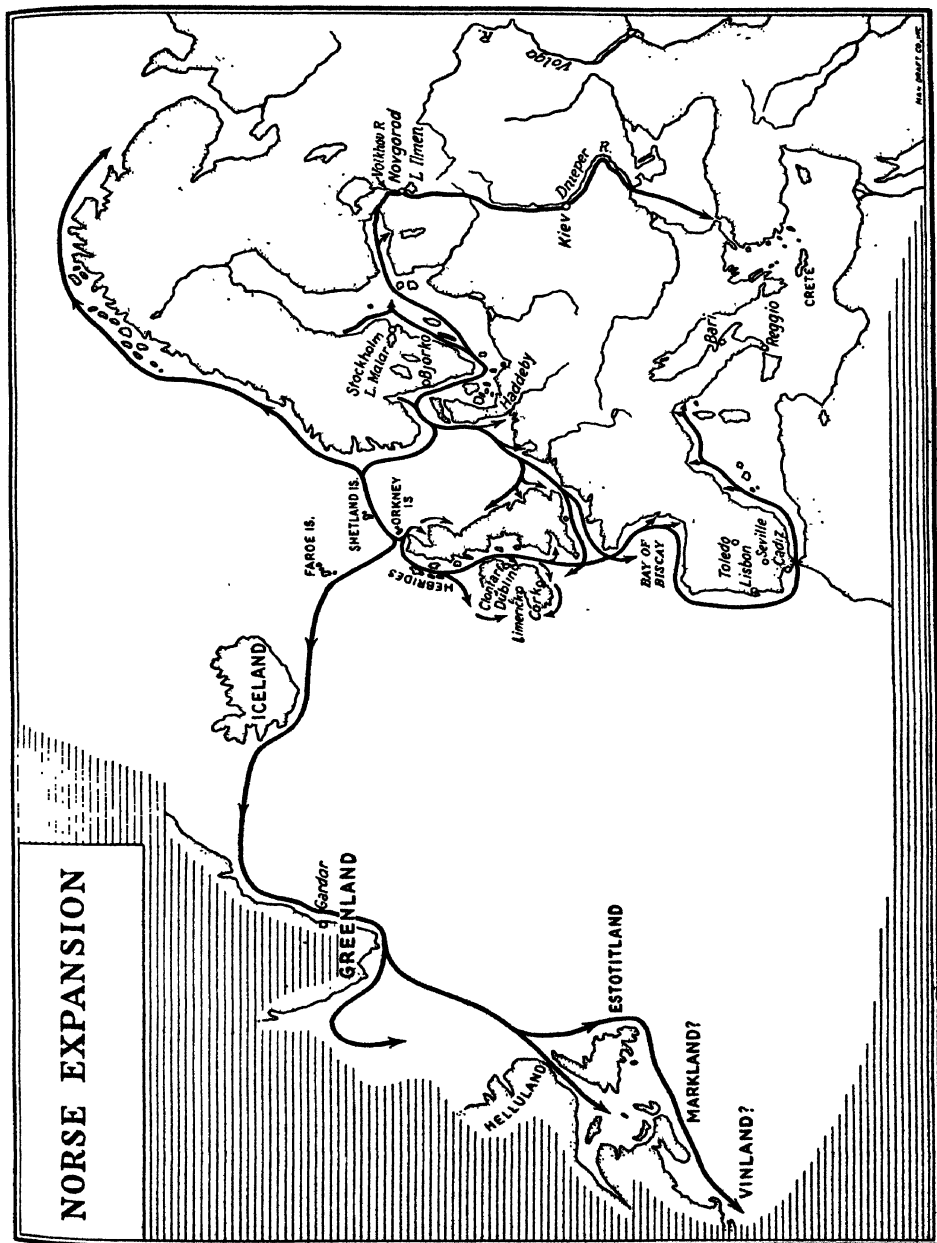 NORSE EXPANSION
GREENLAND
Gardar
ICELAND
FAROE IS.
SHETLAND IS.
ORKNEY
IS
HEBRIDES
Clontarf
Dublin
Limerick
Cork
HELLULAND
ESTOTITLAND
MARKLAND?
VINLAND?
BAY OF
BISCAY
Toledo
Lisbon
Seville
Cadiz
Stockholm
L. Malar
Bjorko
Haddeby
Volkhov R
Novgorod
L. Ilmen
Volga
R.
Kiev
Dnieper
R.
Bari
Reggio
CRETE